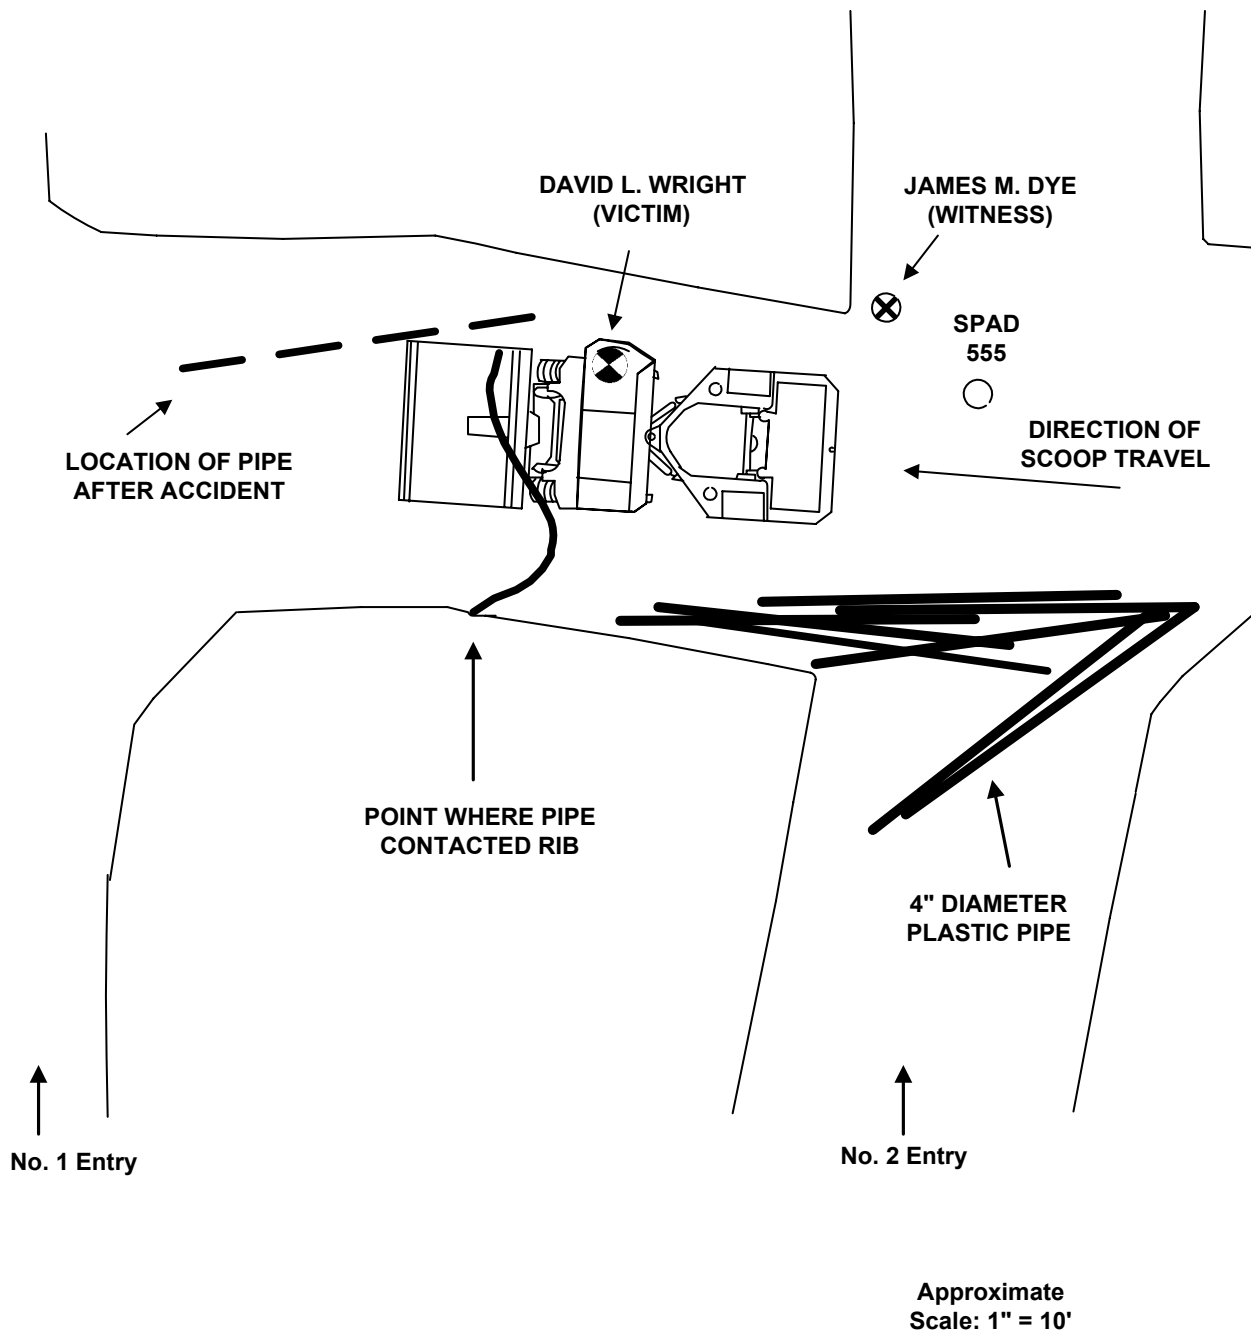 DAVID L. WRIGHT
(VICTIM)
JAMES M. DYE
(WITNESS)
SPAD
555
DIRECTION OF
SCOOP TRAVEL
LOCATION OF PIPE
AFTER ACCIDENT
POINT WHERE PIPE
CONTACTED RIB
4" DIAMETER
PLASTIC PIPE
No. 1 Entry
No. 2 Entry
Approximate
Scale: 1" = 10'